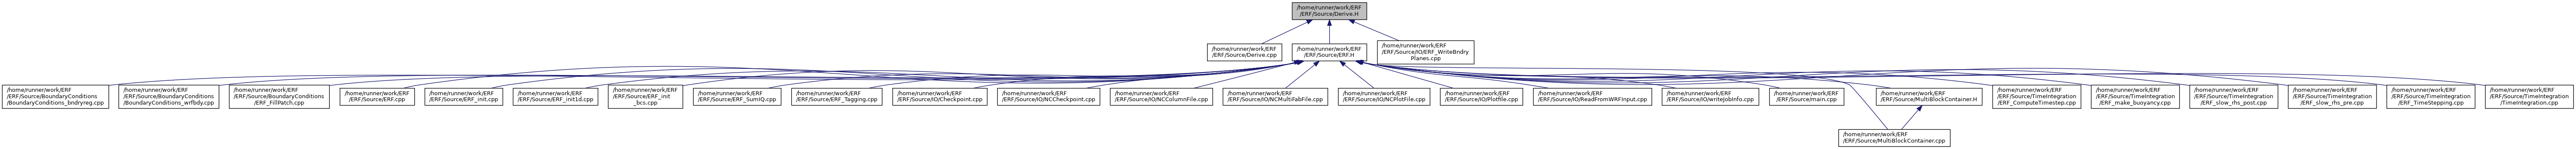 /home/runner/work/ERF
/ERF/Source/Derive.H
/home/runner/work/ERF
/ERF/Source/Derive.cpp
/home/runner/work/ERF
/ERF/Source/ERF.H
/home/runner/work/ERF
/ERF/Source/IO/ERF_WriteBndry
Planes.cpp
/home/runner/work/ERF
/ERF/Source/BoundaryConditions
/BoundaryConditions_bndryreg.cpp
/home/runner/work/ERF
/ERF/Source/BoundaryConditions
/BoundaryConditions_wrfbdy.cpp
/home/runner/work/ERF
/ERF/Source/BoundaryConditions
/ERF_FillPatch.cpp
/home/runner/work/ERF
/ERF/Source/ERF.cpp
/home/runner/work/ERF
/ERF/Source/ERF_init.cpp
/home/runner/work/ERF
/ERF/Source/ERF_init1d.cpp
/home/runner/work/ERF
/ERF/Source/ERF_init
_bcs.cpp
/home/runner/work/ERF
/ERF/Source/ERF_SumIQ.cpp
/home/runner/work/ERF
/ERF/Source/ERF_Tagging.cpp
/home/runner/work/ERF
/ERF/Source/IO/Checkpoint.cpp
/home/runner/work/ERF
/ERF/Source/IO/NCCheckpoint.cpp
/home/runner/work/ERF
/ERF/Source/IO/NCColumnFile.cpp
/home/runner/work/ERF
/ERF/Source/IO/NCMultiFabFile.cpp
/home/runner/work/ERF
/ERF/Source/IO/NCPlotFile.cpp
/home/runner/work/ERF
/ERF/Source/IO/Plotfile.cpp
/home/runner/work/ERF
/ERF/Source/IO/ReadFromWRFInput.cpp
/home/runner/work/ERF
/ERF/Source/IO/writeJobInfo.cpp
/home/runner/work/ERF
/ERF/Source/main.cpp
/home/runner/work/ERF
/ERF/Source/MultiBlockContainer.H
/home/runner/work/ERF
/ERF/Source/TimeIntegration
/ERF_ComputeTimestep.cpp
/home/runner/work/ERF
/ERF/Source/TimeIntegration
/ERF_make_buoyancy.cpp
/home/runner/work/ERF
/ERF/Source/TimeIntegration
/ERF_slow_rhs_post.cpp
/home/runner/work/ERF
/ERF/Source/TimeIntegration
/ERF_slow_rhs_pre.cpp
/home/runner/work/ERF
/ERF/Source/TimeIntegration
/ERF_TimeStepping.cpp
/home/runner/work/ERF
/ERF/Source/TimeIntegration
/TimeIntegration.cpp
/home/runner/work/ERF
/ERF/Source/MultiBlockContainer.cpp